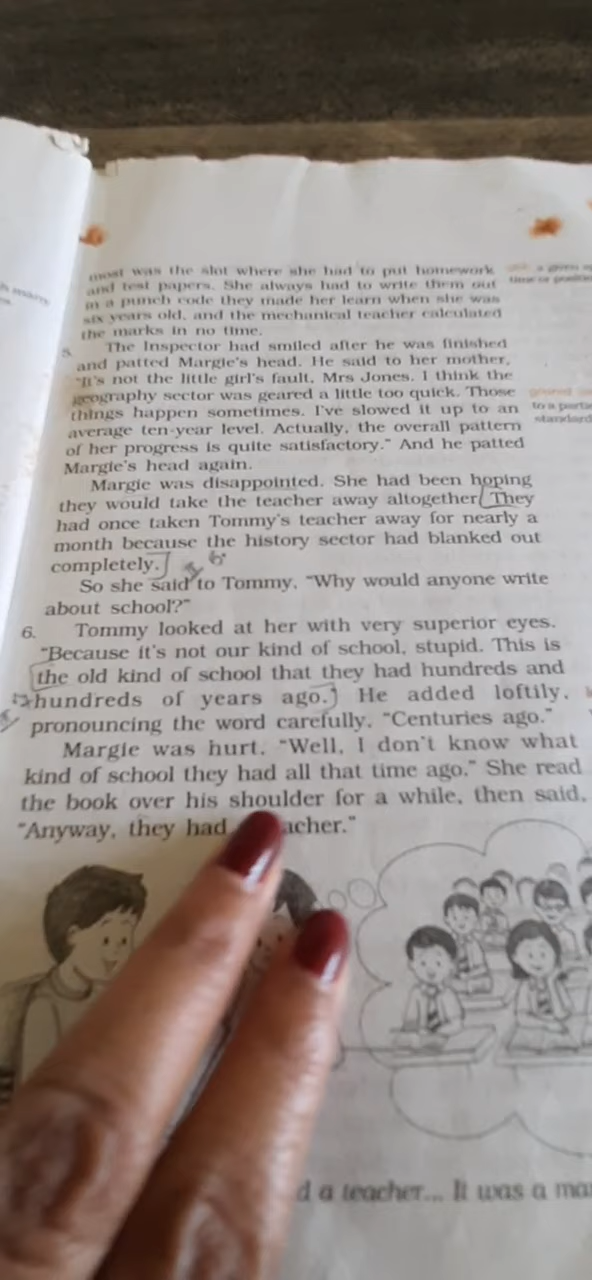 most was the slot where she had to put homework
and test papers. She always had to write them out
in a punch code they made her learn when she was
six years old, and the mechanical teacher calculated
the marks in no time.
5. The Inspector had smiled after he was finished
and patted Margie's head. He said to her mother,
"It's not the little girl's fault, Mrs Jones. I think the
geography sector was geared a little too quick. Those
things happen sometimes. I've slowed it up to an
average ten-year level. Actually, the overall pattern
of her progress is quite satisfactory." And he patted
Margie's head again.
Margie was disappointed. She had been hoping
they would take the teacher away altogether. They
had once taken Tommy's teacher away for nearly a
month because the history sector had blanked out
completely.
So she said to Tommy, "Why would anyone write
about school?"
6. Tommy looked at her with very superior eyes.
"Because it's not our kind of school, stupid. This is
the old kind of school that they had hundreds and
hundreds of years ago." He added loftily,
pronouncing the word carefully, "Centuries ago."
Margie was hurt. "Well, I don't know what
kind of school they had all that time ago." She read
the book over his shoulder for a while, then said,
"Anyway, they had acher."
a given
time or
to a
standard
d a teacher... It was a